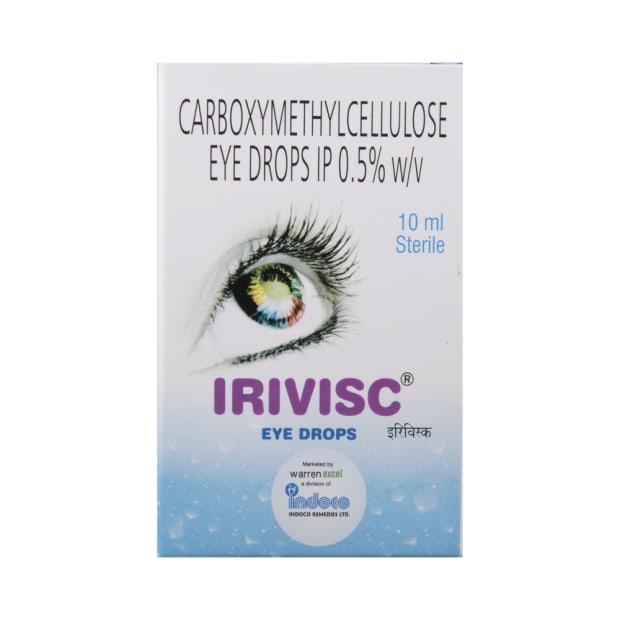 CARBOXYMETHYLCELLULOSE
EYE DROPS IP 0.5% w/v
10 ml
Sterile
IRIVISC®
EYE DROPS
इरिविस्क
Marketed by
warren excel
a division of
indoco
INDOCO REMEDIES LTD.